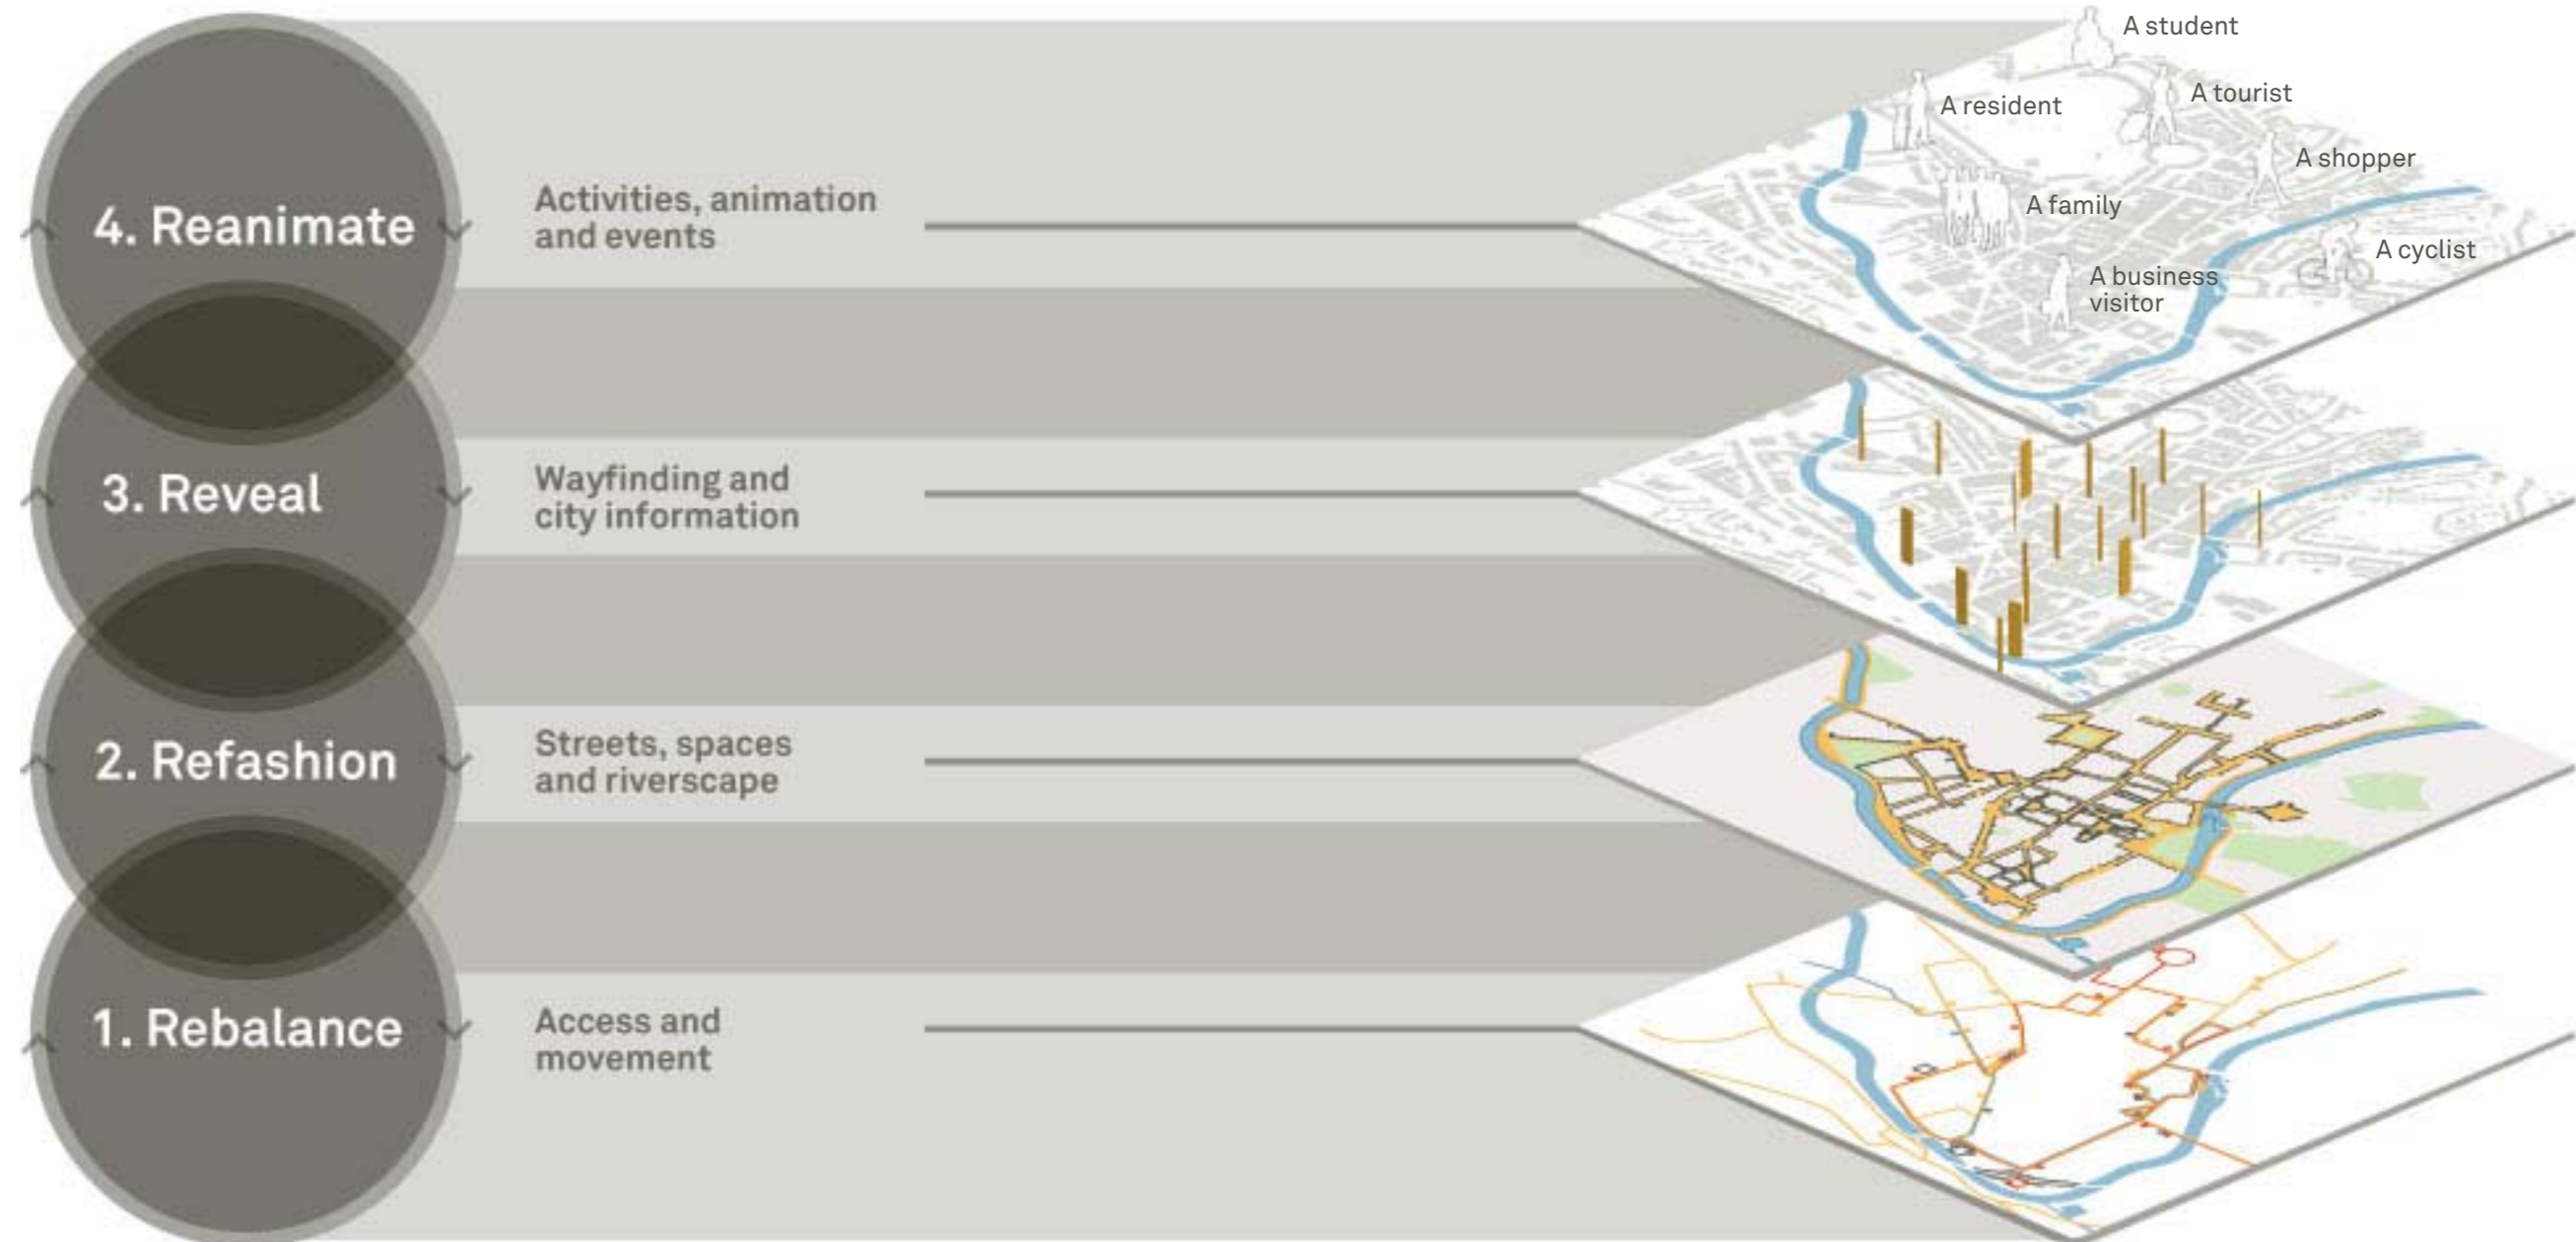 A student
A resident
A tourist
A shopper
4. Reanimate
Activities, animation
and events
A family
A cyclist
A business
visitor
3. Reveal
Wayfinding and
city information
2. Refashion
Streets, spaces
and riverscape
1. Rebalance
Access and
movement